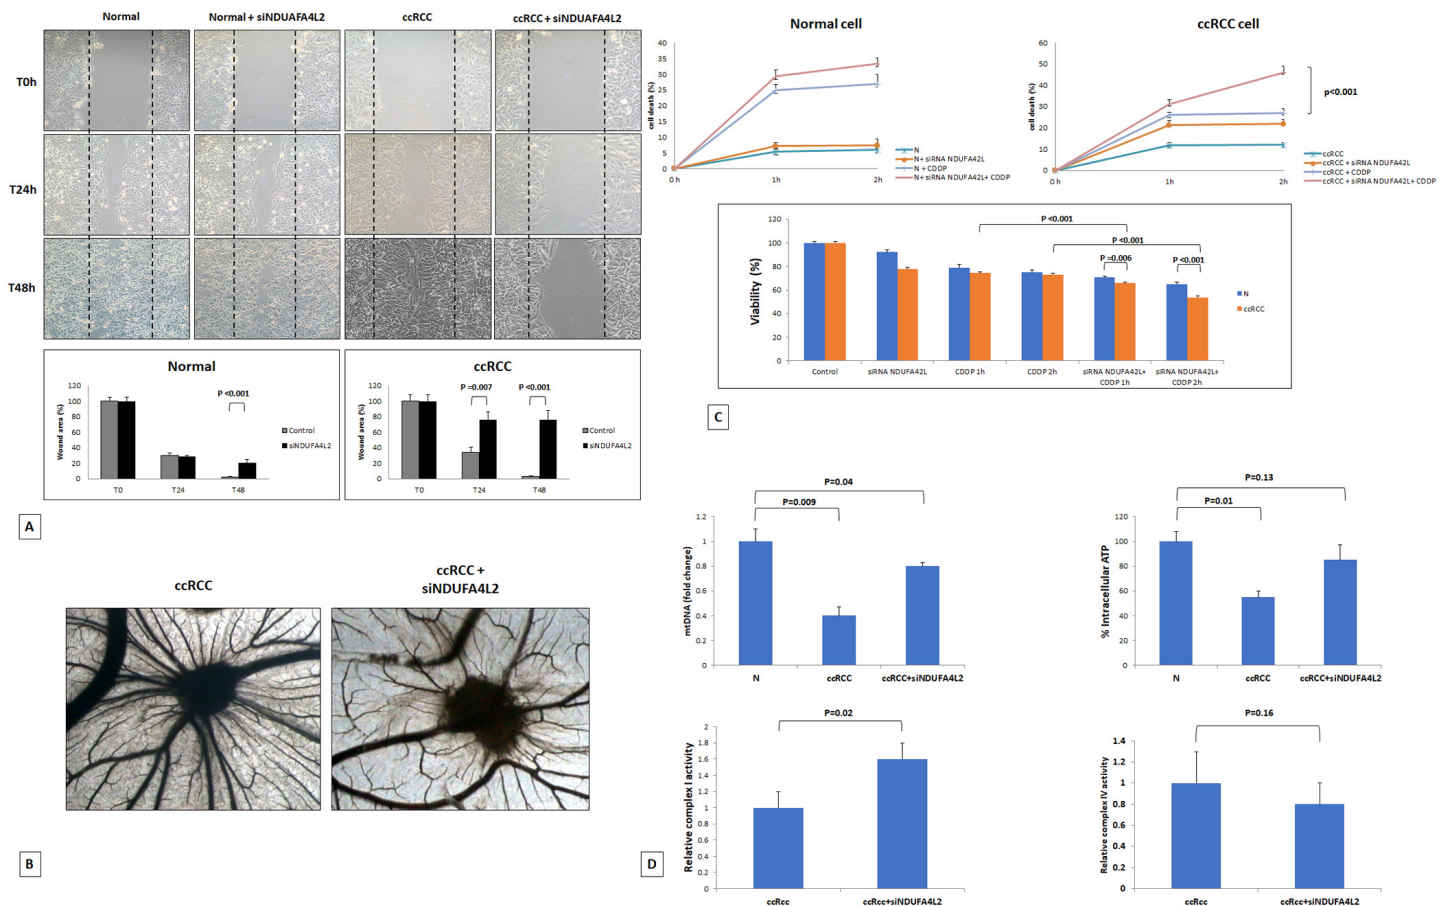 Normal
Normal + siNDUAFA4L2
ccRCC
ccRCC + siNDUFA4L2
T0h
T24h
T48h
Normal
Wound area (%)
120
100
80
60
40
20
0
P <0.001
T0
T24
T48
Control
siNDUFA4L2
ccRCC
Wound area (%)
120
100
80
60
40
20
0
P =0.007
P <0.001
T0
T24
T48
Control
siNDUFA4L2
A
ccRCC
ccRCC +
siNDUFA4L2
B
Normal cell
cell death (%)
40
35
30
25
20
15
10
5
0
0 h
1h
2h
N
N+ siRNA NDUFA42L
N + CDDP
N+ siRNA NDUFA42L+ CDDP
ccRCC cell
cell death (%)
60
50
40
30
20
10
0
0 h
1h
2h
p<0.001
ccRCC
ccRCC + siRNA NDUFA42L
ccRCC + CDDP
ccRCC + siRNA NDUFA42L+ CDDP
Viability (%)
120
100
80
60
40
20
0
P <0.001
P <0.001
P =0.006
P <0.001
Control
siRNA NDUFA42L
CDDP 1h
CDDP 2h
siRNA NDUFA42L+
CDDP 1h
siRNA NDUFA42L+
CDDP 2h
N
ccRCC
C
P=0.04
P=0.009
mtDNA (fold change)
1.2
1
0.8
0.6
0.4
0.2
0
N
ccRCC
ccRCC+siNDUFA4L2
P=0.13
P=0.01
% Intracellular ATP
120
100
80
60
40
20
0
N
ccRCC
ccRCC+siNDUFA4L2
P=0.02
Relative complex I activity
2
1.8
1.6
1.4
1.2
1
0.8
0.6
0.4
0.2
0
ccRcc
ccRcc+siNDUFA4L2
P=0.16
Relative complex IV activity
1.4
1.2
1
0.8
0.6
0.4
0.2
0
ccRcc
ccRcc+siNDUFA4L2
D